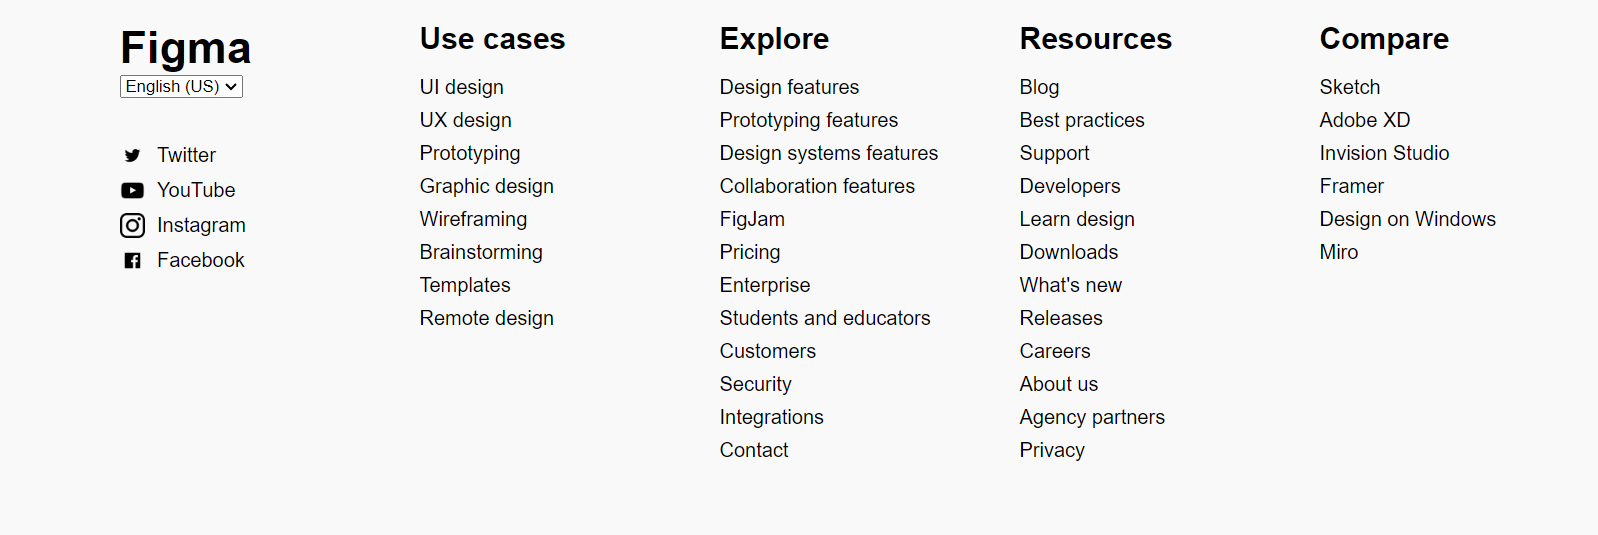 Figma
English (US)
Twitter
YouTube
Instagram
Facebook
Use cases
UI design
UX design
Prototyping
Graphic design
Wireframing
Brainstorming
Templates
Remote design
Explore
Design features
Prototyping features
Design systems features
Collaboration features
FigJam
Pricing
Enterprise
Students and educators
Customers
Security
Integrations
Contact
Resources
Blog
Best practices
Support
Developers
Learn design
Downloads
What's new
Releases
Careers
About us
Agency partners
Privacy
Compare
Sketch
Adobe XD
Invision Studio
Framer
Design on Windows
Miro